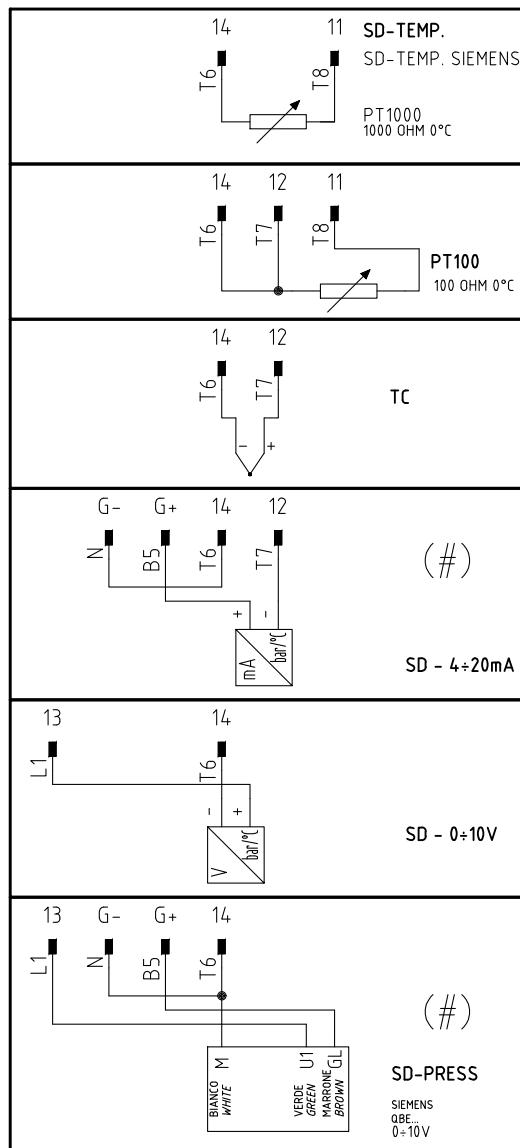 14 11 SD-TEMP.
T6 T8 SD-TEMP. SIEMENS
PT1000
1000 OHM 0°C
14 12 11
T6 T7 T8
PT100
100 OHM 0°C
14 12
T6 T7
TC
- +
G- G+ 14 12
N B5 T6 T7
(#)
+ -
mA bar/°C
SD - 4÷20mA
13 14
L1 T6
- +
V bar/°C
SD - 0÷10V
13 G- G+ 14
L1 N B5 T6
(#)
M U1 GL
BIANCO VERDE MARRONE
WHITE GREEN BROWN
SD-PRESS
SIEMENS
QBE...
0÷10V